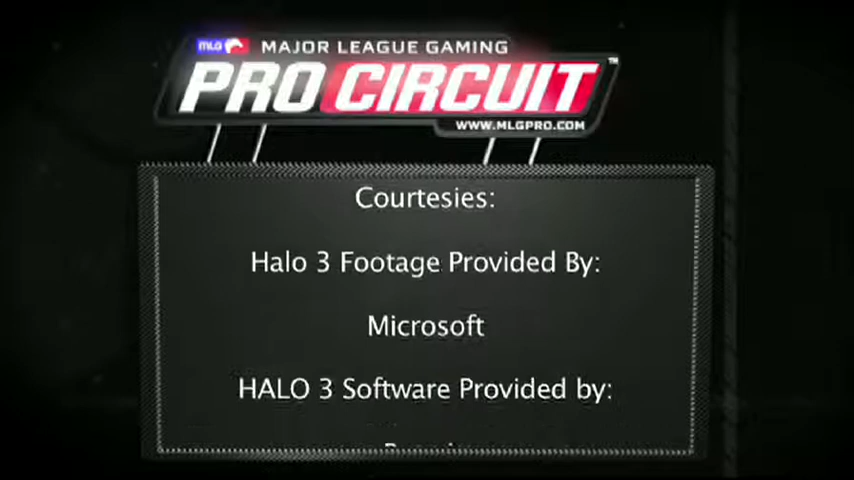 MLG MAJOR LEAGUE GAMING
PRO CIRCUIT™
WWW.MLGPRO.COM
Courtesies:
Halo 3 Footage Provided By:
Microsoft
HALO 3 Software Provided by: